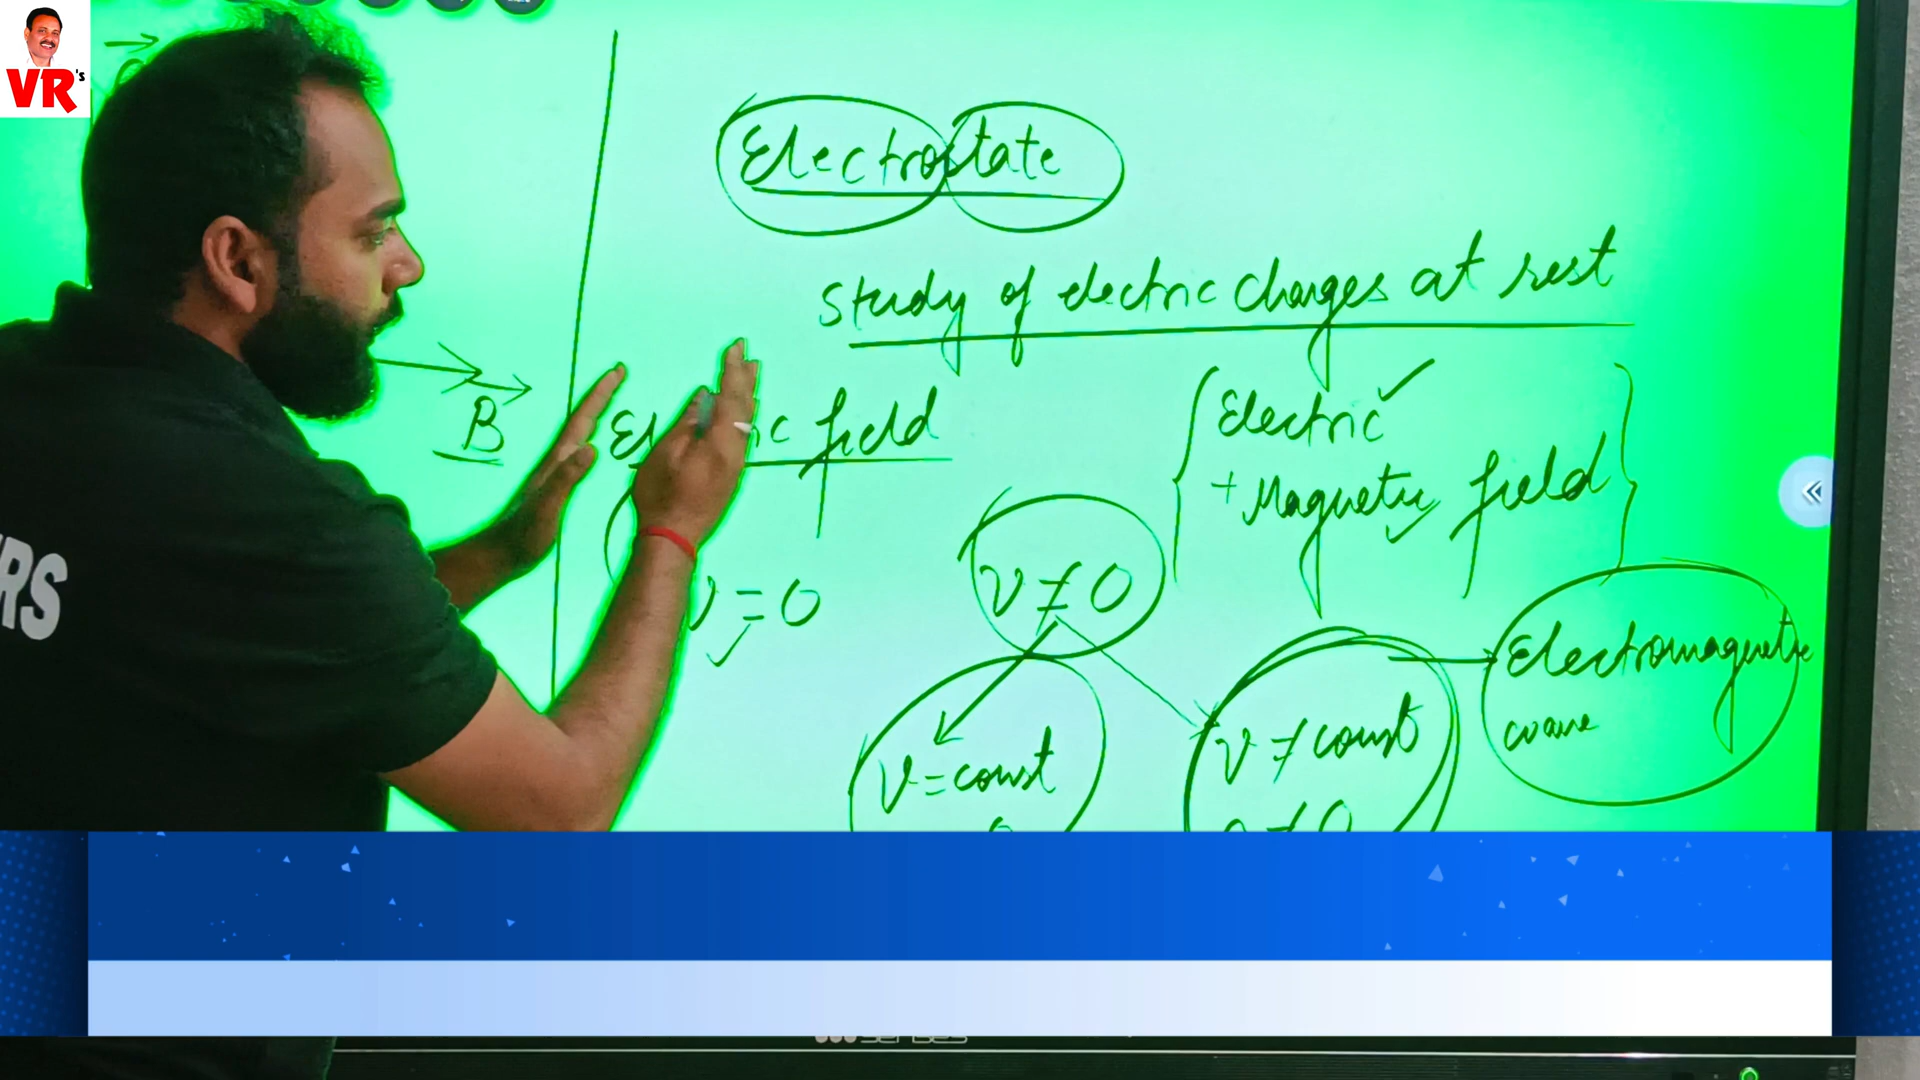 VR's
Electrostate
Study of electric charges at rest
B
field
Electric
+ Magnetic field
v = 0
v ≠ 0
Electromagnetic
wave
v = const
v ≠ const
RS
series